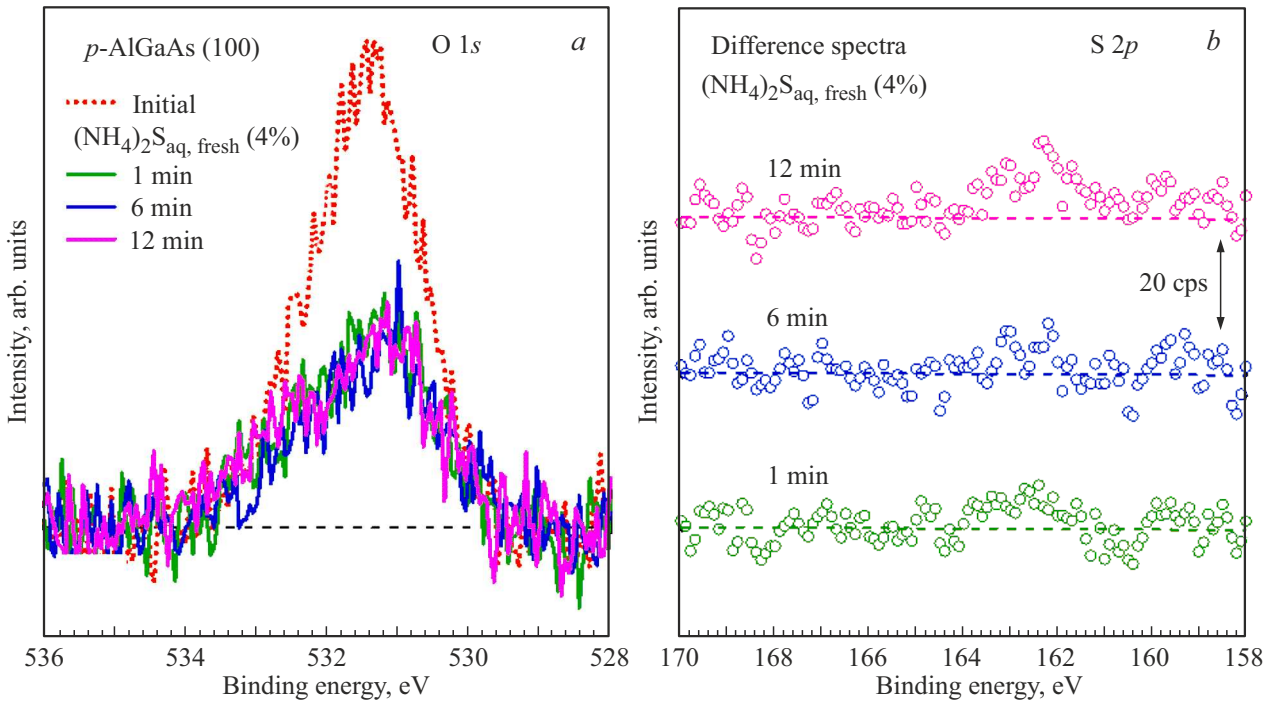 p-AlGaAs (100)
O 1s
a
Initial
(NH4)2Saq, fresh (4%)
1 min
6 min
12 min
Intensity, arb. units
536
534
532
530
528
Binding energy, eV
Difference spectra
S 2p
b
(NH4)2Saq, fresh (4%)
12 min
20 cps
6 min
1 min
Intensity, arb. units
170
168
166
164
162
160
158
Binding energy, eV